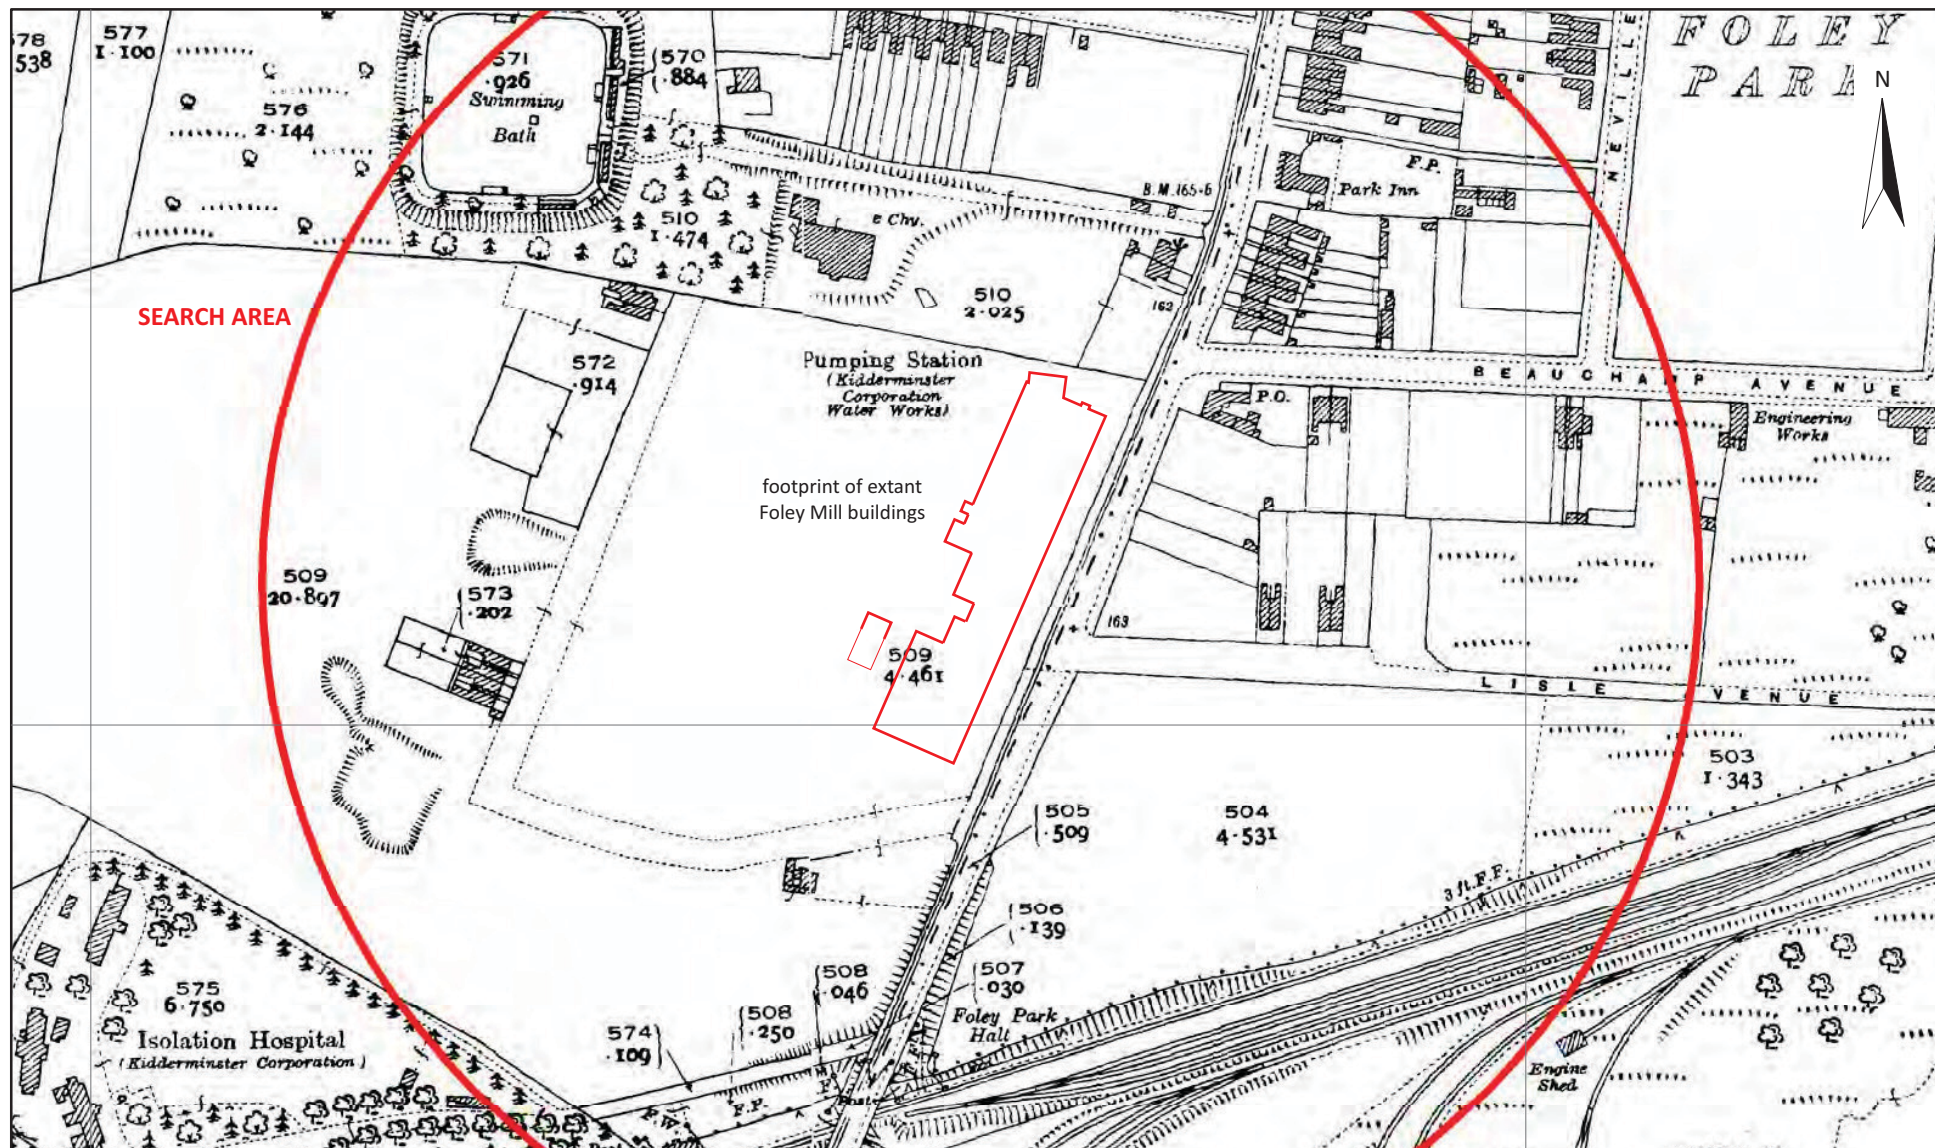 578
538
577
1·100
571
·926
Swimming
Bath
570
·884
576
2·144
510
1·474
FOLEY
PARK
N
NEVILLE
F.P.
Park Inn
B.M.165·6
Chy.
162
510
2·025
SEARCH AREA
572
·914
Pumping Station
(Kidderminster
Corporation
Water Works)
BEAUCHAMP AVENUE
P.O.
Engineering
Works
footprint of extant
Foley Mill buildings
509
20·897
573
·202
163
509
4·461
LISLE AVENUE
503
1·343
505
·509
504
4·531
3 ft. F.F.
506
·139
508
·046
507
·030
575
6·750
508
·250
574
·109
Foley Park
Halt
Isolation Hospital
(Kidderminster Corporation)
Engine
Shed
F.W.
F.P.